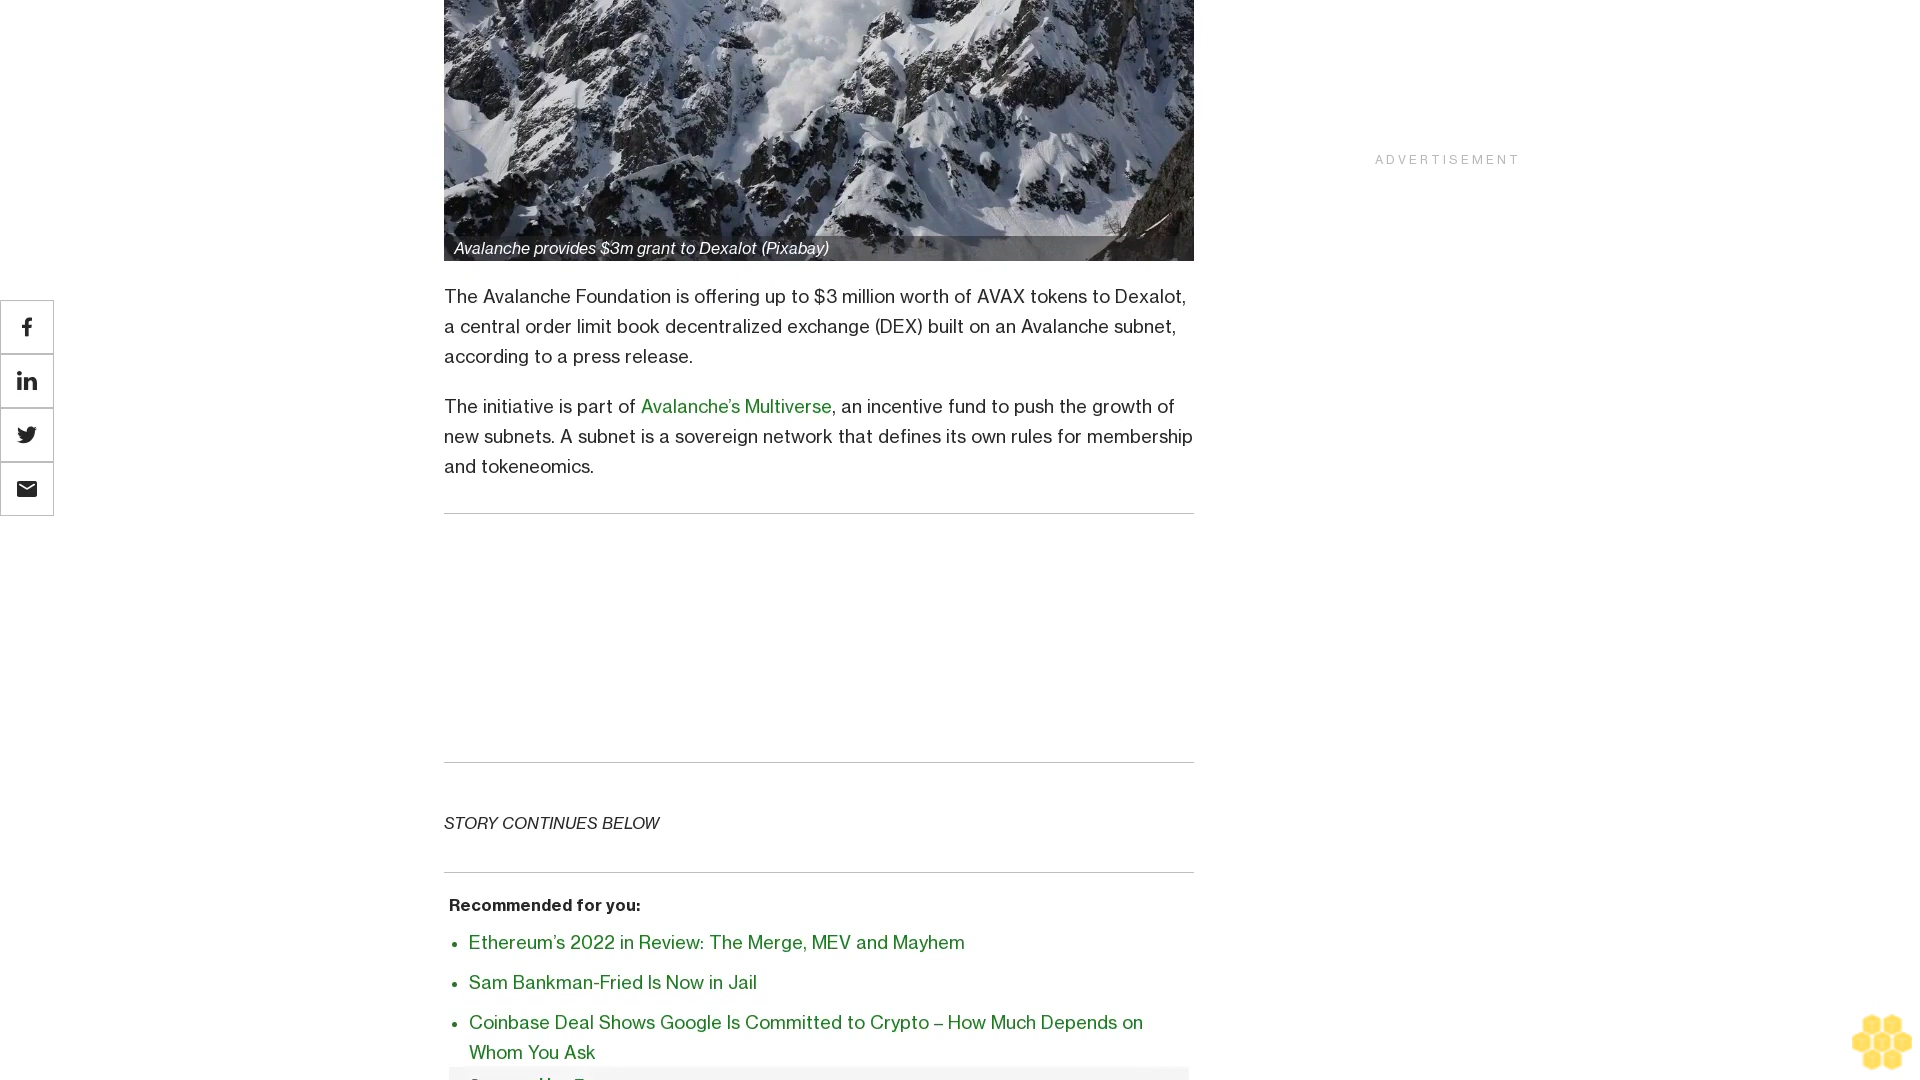 Avalanche provides $3m grant to Dexalot (Pixabay)
ADVERTISEMENT
The Avalanche Foundation is offering up to $3 million worth of AVAX tokens to Dexalot,
a central order limit book decentralized exchange (DEX) built on an Avalanche subnet,
according to a press release.
The initiative is part of Avalanche’s Multiverse, an incentive fund to push the growth of
new subnets. A subnet is a sovereign network that defines its own rules for membership
and tokeneomics.
STORY CONTINUES BELOW
Recommended for you:
• Ethereum’s 2022 in Review: The Merge, MEV and Mayhem
• Sam Bankman-Fried Is Now in Jail
• Coinbase Deal Shows Google Is Committed to Crypto – How Much Depends on
Whom You Ask